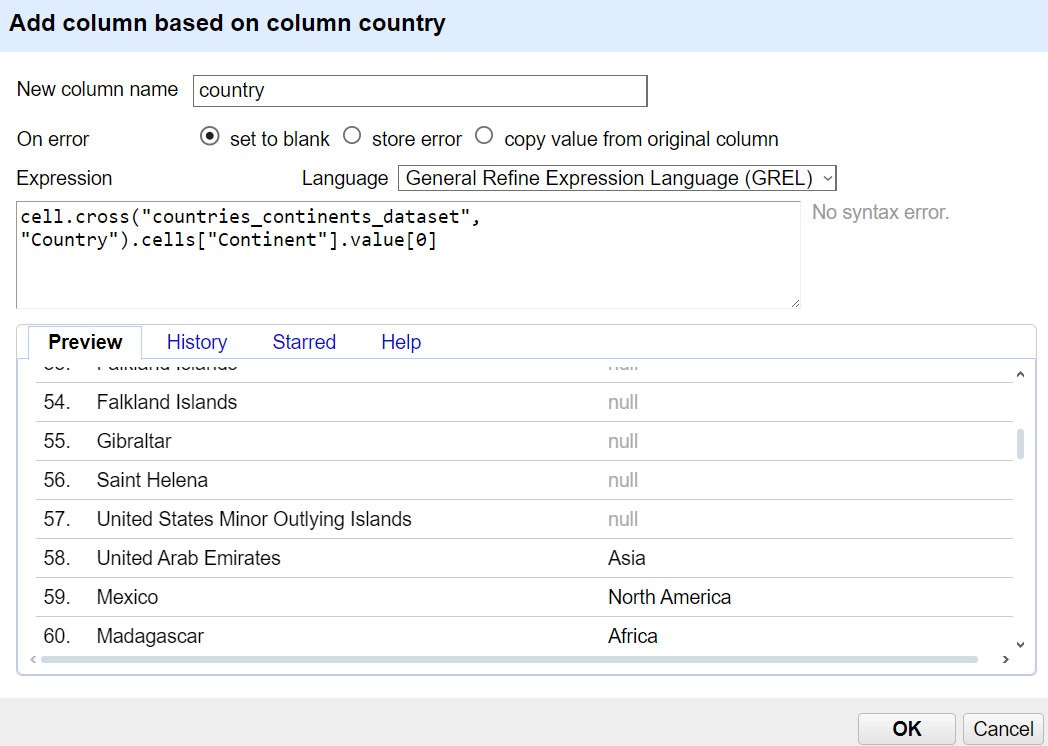 Add column based on column country
New column name country
On error set to blank store error copy value from original column
Expression Language General Refine Expression Language (GREL)
cell.cross("countries_continents_dataset", No syntax error.
"Country").cells["Continent"].value[0]
Preview History Starred Help
Falkland Islands null
54. Falkland Islands null
55. Gibraltar null
56. Saint Helena null
57. United States Minor Outlying Islands null
58. United Arab Emirates Asia
59. Mexico North America
60. Madagascar Africa
OK Cancel